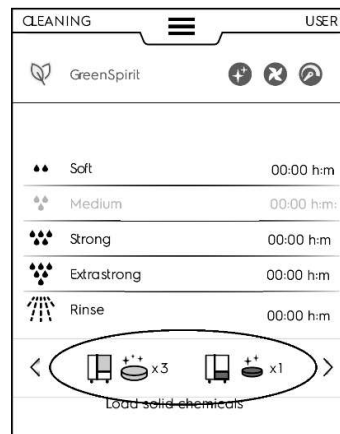 CLEANING USER
GreenSpirit
Soft 00:00 h:m
Medium 00:00 h:m:
Strong 00:00 h:m
Extrastrong 00:00 h:m
Rinse 00:00 h:m
x3 x1
Load solid chemicals